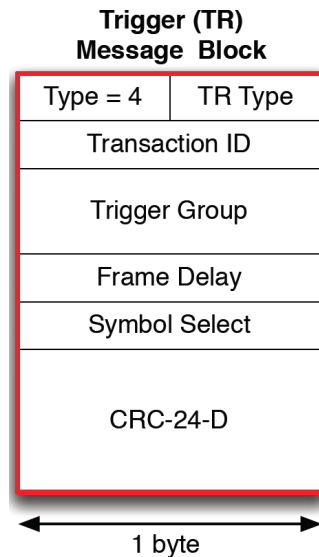 Trigger (TR)
Message Block
Type = 4 TR Type
Transaction ID
Trigger Group
Frame Delay
Symbol Select
CRC-24-D
1 byte